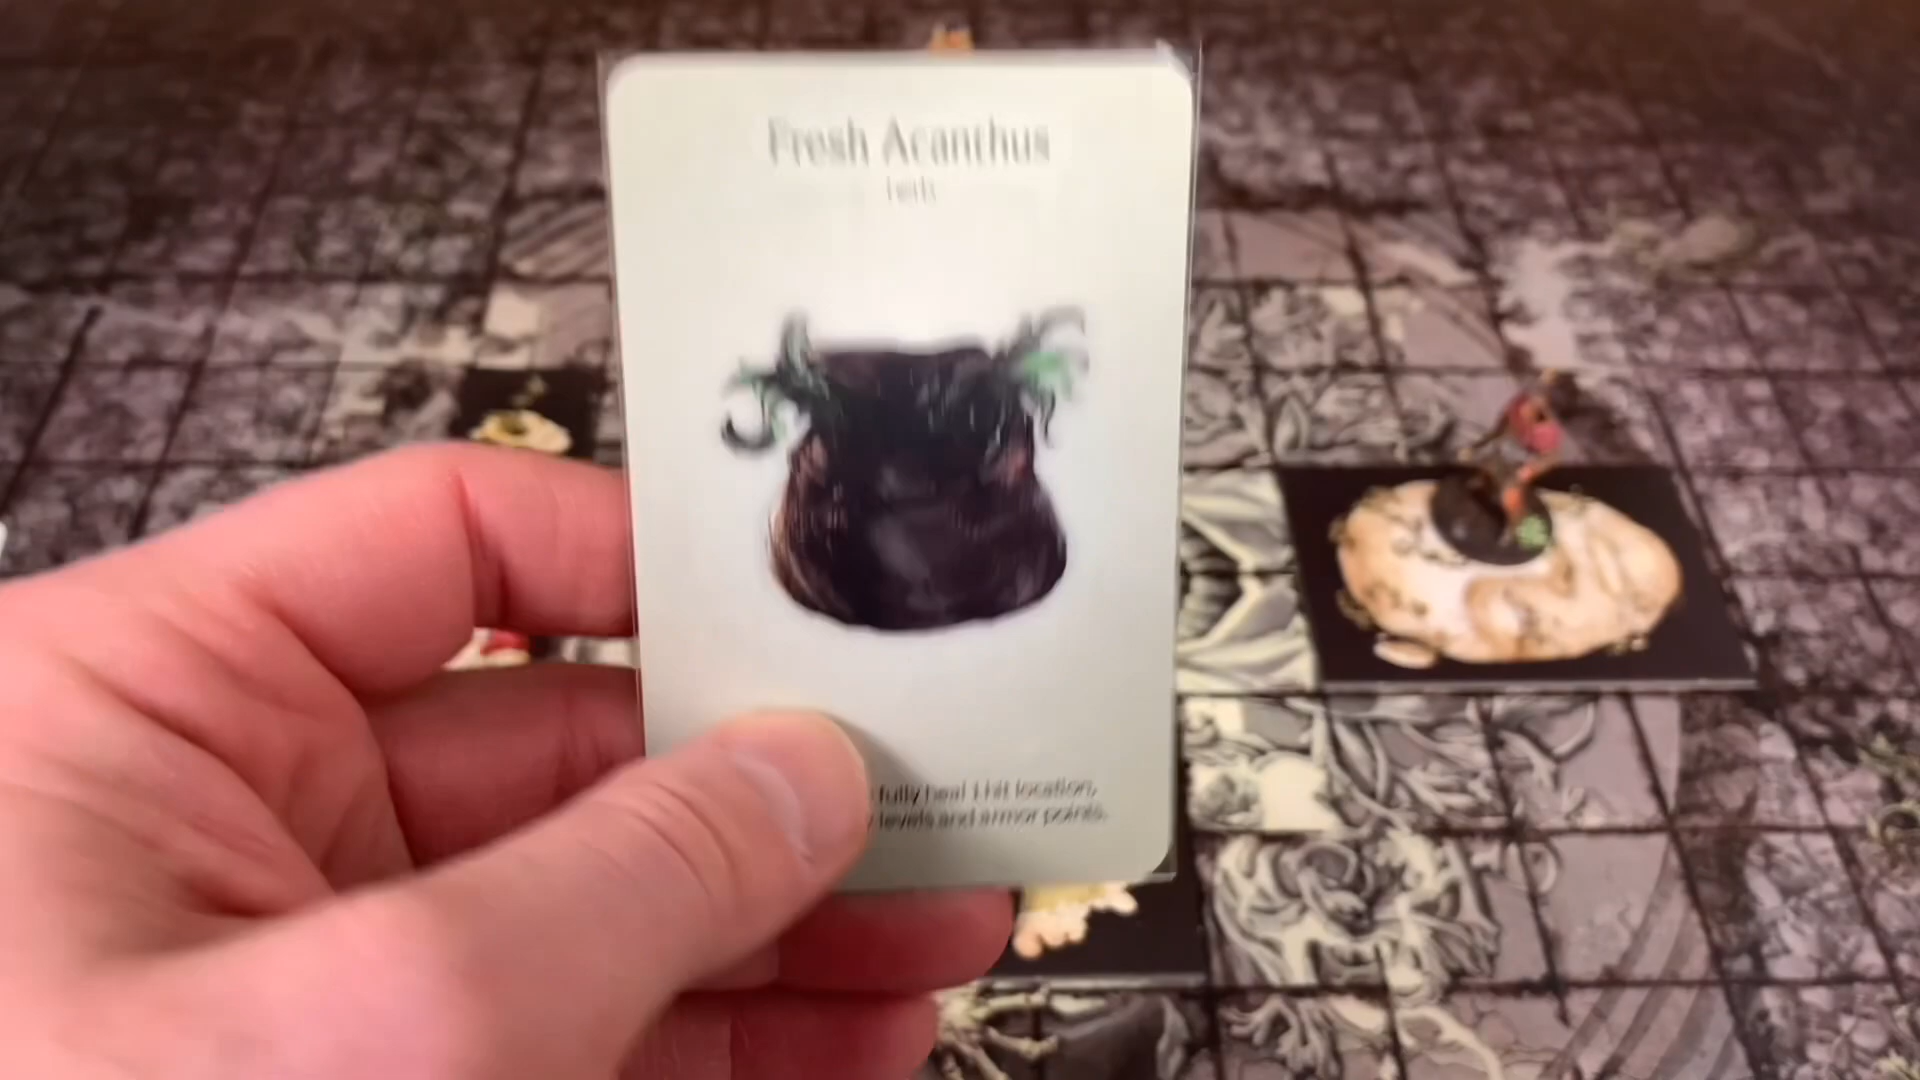 Fresh Acanthus
herb
fully heal 1 hit location,
levels and armor points.